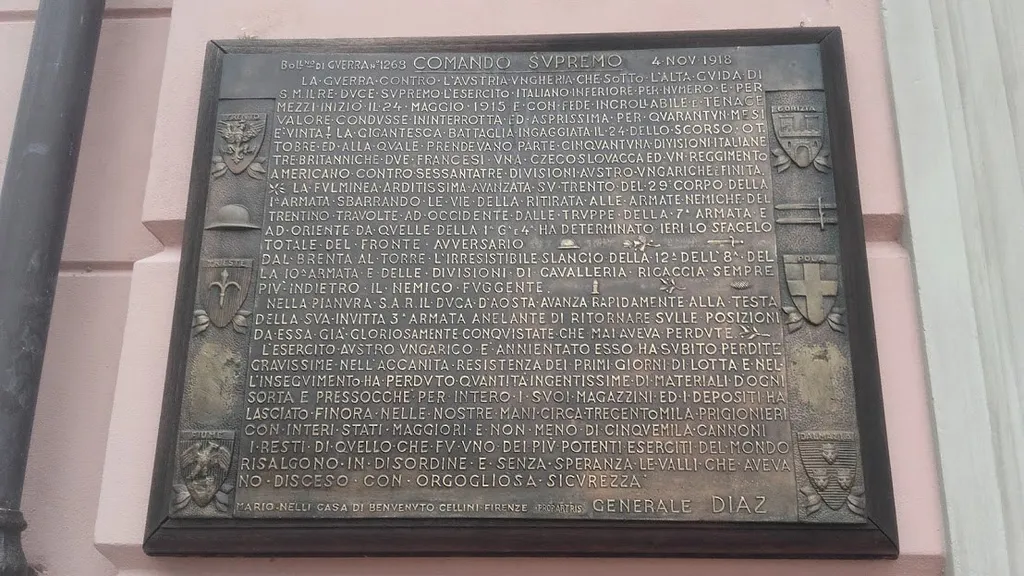 Bollno DI GVERRA No 1268 COMANDO SVPREMO 4 NOV 1918
LA·GVERRA·CONTRO·L'AVSTRIA·VNGHERIA·CHE·SOTTO·L'ALTA·GVIDA·DI
S·M·IL·RE·DVCE·SVPREMO·L'ESERCITO·ITALIANO·INFERIORE·PER·NVMERO·E·PER
MEZZI·INIZIÒ·IL·24·MAGGIO·1915·E·CON·FEDE·INCROLLABILE·E·TENACE
VALORE·CONDVSSE·ININTERROTTA·ED·ASPRISSIMA·PER·QVARANTVN·MESI
È·VINTA! LA·GIGANTESCA·BATTAGLIA·INGAGGIATA·IL·24·DELLO·SCORSO·OT
TOBRE·ED·ALLA·QVALE·PRENDEVANO·PARTE·CINQVANTVNA·DIVISIONI·ITALIANE
TRE·BRITANNICHE·DVE·FRANCESI·VNA·CZECO·SLOVACCA·ED·VN·REGGIMENTO
AMERICANO·CONTRO·SESSANTATRE·DIVISIONI·AVSTRO·VNGARICHE·È·FINITA
LA·FVLMINEA·ARDITISSIMA·AVANZATA·SV·TRENTO·DEL·29°·CORPO·DELLA
1ª·ARMATA·SBARRANDO·LE·VIE·DELLA·RITIRATA·ALLE·ARMATE·NEMICHE·DEL
TRENTINO·TRAVOLTE·AD·OCCIDENTE·DALLE·TRVPPE·DELLA·7ª·ARMATA·E
AD·ORIENTE·DA·QVELLE·DELLA·1ª·6ª·E·4ª·HA·DETERMINATO·IERI·LO·SFACELO
TOTALE·DEL·FRONTE·AVVERSARIO
DAL·BRENTA·AL·TORRE·L'IRRESISTIBILE·SLANCIO·DELLA·12ª·DELL'8ª·DEL
LA·10ª·ARMATA·E·DELLE·DIVISIONI·DI·CAVALLERIA·RICACCIA·SEMPRE
PIV'·INDIETRO·IL·NEMICO·FVGGENTE
NELLA·PIANVRA·S·A·R·IL·DVCA·D'AOSTA·AVANZA·RAPIDAMENTE·ALLA·TESTA
DELLA·SVA·INVITTA·3ª·ARMATA·ANELANTE·DI·RITORNARE·SVLLE·POSIZIONI
DA·ESSA·GIÀ·GLORIOSAMENTE·CONQVISTATE·CHE·MAI·AVEVA·PERDVTE
L'ESERCITO·AVSTRO·VNGARICO·È·ANNIENTATO·ESSO·HA·SVBITO·PERDITE
GRAVISSIME·NELL'ACCANITA·RESISTENZA·DEI·PRIMI·GIORNI·DI·LOTTA·E·NEL
L'INSEGVIMENTO·HA·PERDVTO·QVANTITÀ·INGENTISSIME·DI·MATERIALI·D'OGNI
SORTA·E·PRESSOCCHÈ·PER·INTERO·I·SVOI·MAGAZZINI·ED·I·DEPOSITI·HA
LASCIATO·FINORA·NELLE·NOSTRE·MANI·CIRCA·TRECENTOMILA·PRIGIONIERI
CON·INTERI·STATI·MAGGIORI·E·NON·MENO·DI·CINQVEMILA·CANNONI
I·RESTI·DI·QVELLO·CHE·FV·VNO·DEI·PIV·POTENTI·ESERCITI·DEL·MONDO
RISALGONO·IN·DISORDINE·E·SENZA·SPERANZA·LE·VALLI·CHE·AVEVA
NO·DISCESO·CON·ORGOGLIOSA·SICVREZZA
MARIO·NELLI CASA·DI·BENVENVTO·CELLINI·FIRENZE ·PROPARTRIS GENERALE DIAZ
GORIZIA
POLA